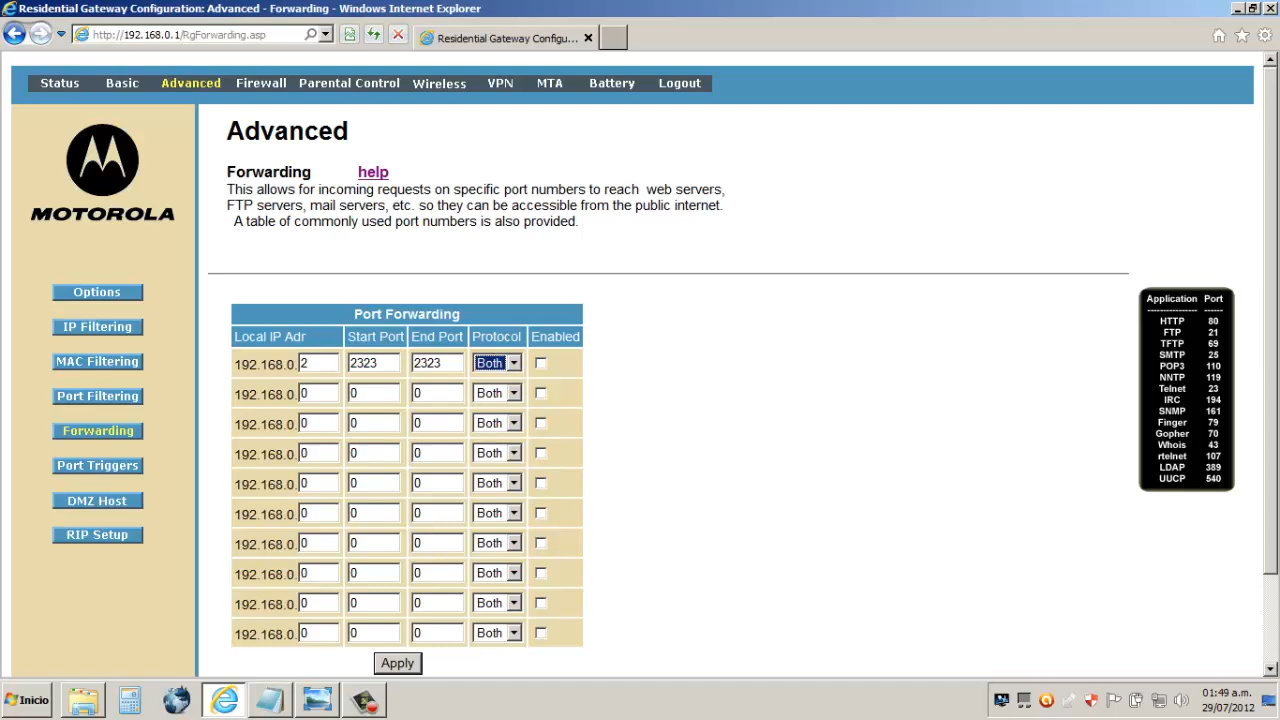 Residential Gateway Configuration: Advanced - Forwarding - Windows Internet Explorer
http://192.168.0.1/RgForwarding.asp
Residential Gateway Configu...
Status Basic Advanced Firewall Parental Control Wireless VPN MTA Battery Logout
MOTOROLA
Options
IP Filtering
MAC Filtering
Port Filtering
Forwarding
Port Triggers
DMZ Host
RIP Setup
Advanced
Forwarding help
This allows for incoming requests on specific port numbers to reach web servers,
FTP servers, mail servers, etc. so they can be accessible from the public internet.
A table of commonly used port numbers is also provided.
Port Forwarding
Local IP Adr Start Port End Port Protocol Enabled
192.168.0. 2 2323 2323 Both
192.168.0. 0 0 0 Both
192.168.0. 0 0 0 Both
192.168.0. 0 0 0 Both
192.168.0. 0 0 0 Both
192.168.0. 0 0 0 Both
192.168.0. 0 0 0 Both
192.168.0. 0 0 0 Both
192.168.0. 0 0 0 Both
192.168.0. 0 0 0 Both
Apply
Application Port
---------------- ------
HTTP 80
FTP 21
TFTP 69
SMTP 25
POP3 110
NNTP 119
Telnet 23
IRC 194
SNMP 161
Finger 79
Gopher 70
Whois 43
rtelnet 107
LDAP 389
UUCP 540
Inicio
01:49 a.m.
29/07/2012